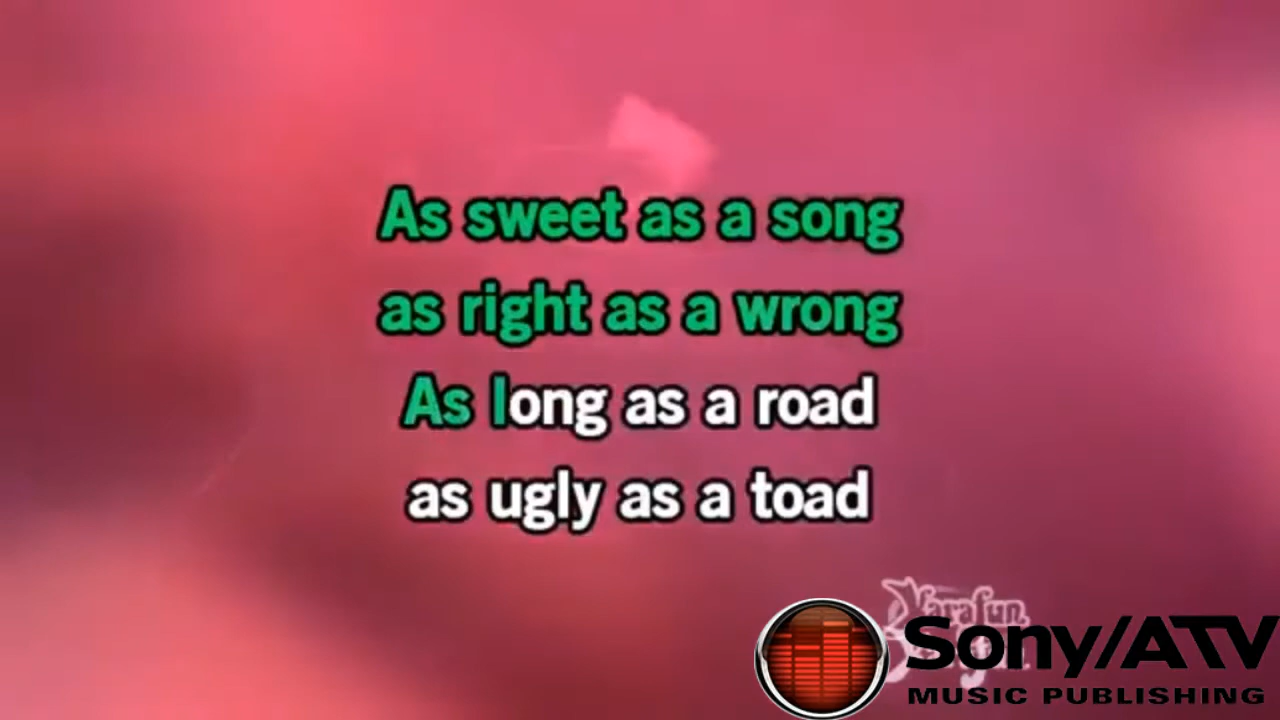 As sweet as a song
as right as a wrong
As long as a road
as ugly as a toad
Karafun
Sony/ATV
MUSIC PUBLISHING